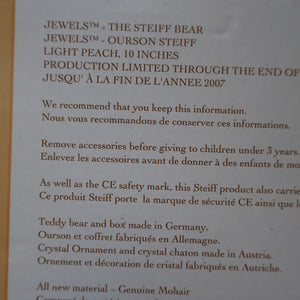 JEWELS™ - THE STEIFF BEAR
JEWELS™ - OURSON STEIFF
LIGHT PEACH, 10 INCHES
PRODUCTION LIMITED THROUGH THE END OF
JUSQU' À LA FIN DE L'ANNEE 2007
We recommend that you keep this information.
Nous vous recommandons de conserver ces informations.
Remove accessories before giving to children under 3 years.
Enlevez les accessoires avant de donner à des enfants de mo
As well as the CE safety mark, this Steiff product also carrie
Ce produit Steiff porte la marque de sécurité CE ainsi que l
Teddy bear and box made in Germany.
Ourson et coffret fabriqués en Allemagne.
Crystal Ornament and crystal chaton made in Austria.
Ornement et décoration de cristal fabriqués en Autriche.
All new material – Genuine Mohair